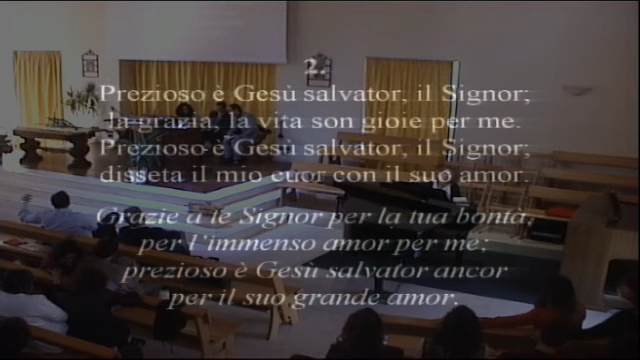 2.
Prezioso è Gesù salvator, il Signor;
la grazia, la vita son gioie per me.
Prezioso è Gesù salvator, il Signor;
disseta il mio cuor con il suo amor.
Grazie a te Signor per la tua bontà,
per l'immenso amor per me;
prezioso è Gesù salvator ancor
per il suo grande amor.